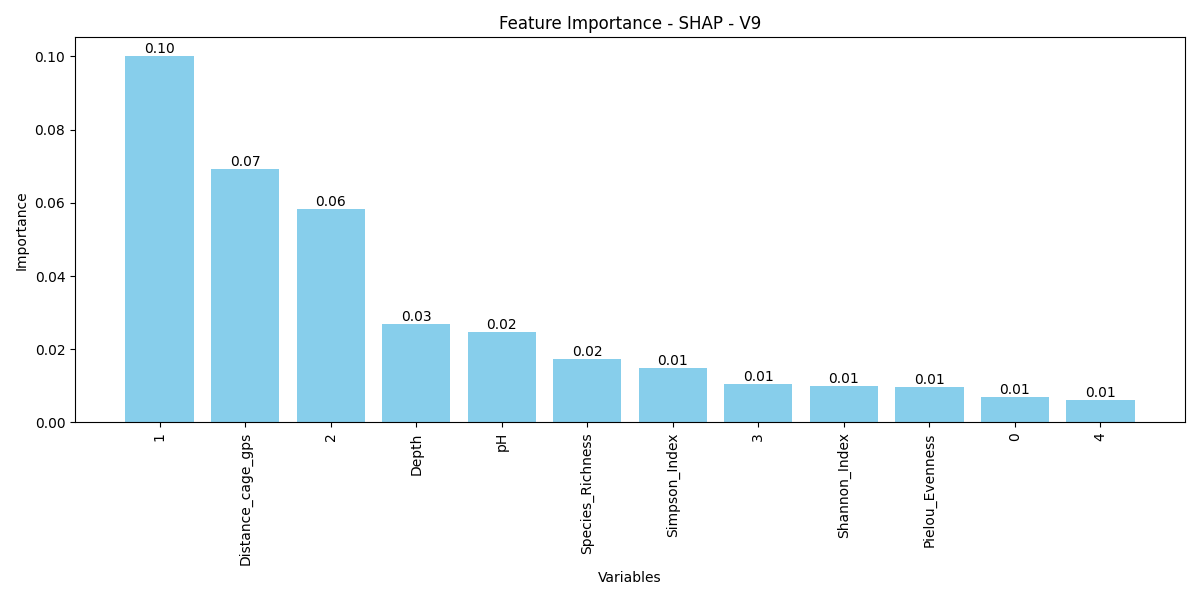 Feature Importance - SHAP - V9
Importance
0.10
0.08
0.06
0.04
0.02
0.00
0.10
0.07
0.06
0.03
0.02
0.02
0.01
0.01
0.01
0.01
0.01
0.01
1
Distance_cage_gps
2
Depth
pH
Species_Richness
Simpson_Index
3
Shannon_Index
Pielou_Evenness
0
4
Variables